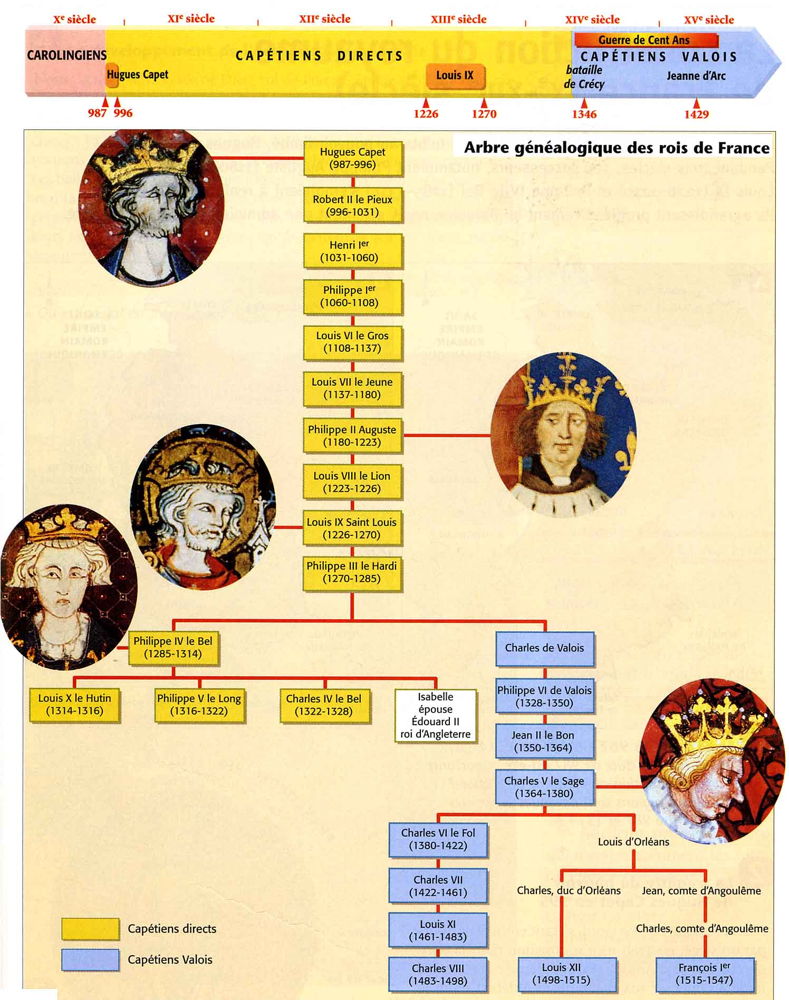 Xe siècle
XIe siècle
XIIe siècle
XIIIe siècle
XIVe siècle
XVe siècle
Guerre de Cent Ans
CAROLINGIENS
CAPÉTIENS DIRECTS
CAPÉTIENS VALOIS
Hugues Capet
Louis IX
bataille
de Crécy
Jeanne d'Arc
987
996
1226
1270
1346
1429
Arbre généalogique des rois de France
Hugues Capet
(987-996)
Robert II le Pieux
(996-1031)
Henri Ier
(1031-1060)
Philippe Ier
(1060-1108)
Louis VI le Gros
(1108-1137)
Louis VII le Jeune
(1137-1180)
Philippe II Auguste
(1180-1223)
Louis VIII le Lion
(1223-1226)
Louis IX Saint Louis
(1226-1270)
Philippe III le Hardi
(1270-1285)
Philippe IV le Bel
(1285-1314)
Charles de Valois
Louis X le Hutin
(1314-1316)
Philippe V le Long
(1316-1322)
Charles IV le Bel
(1322-1328)
Isabelle
épouse
Édouard II
roi d'Angleterre
Philippe VI de Valois
(1328-1350)
Jean II le Bon
(1350-1364)
Charles V le Sage
(1364-1380)
Charles VI le Fol
(1380-1422)
Louis d'Orléans
Charles VII
(1422-1461)
Charles, duc d'Orléans
Jean, comte d'Angoulême
Louis XI
(1461-1483)
Charles, comte d'Angoulême
Charles VIII
(1483-1498)
Louis XII
(1498-1515)
François Ier
(1515-1547)
Capétiens directs
Capétiens Valois